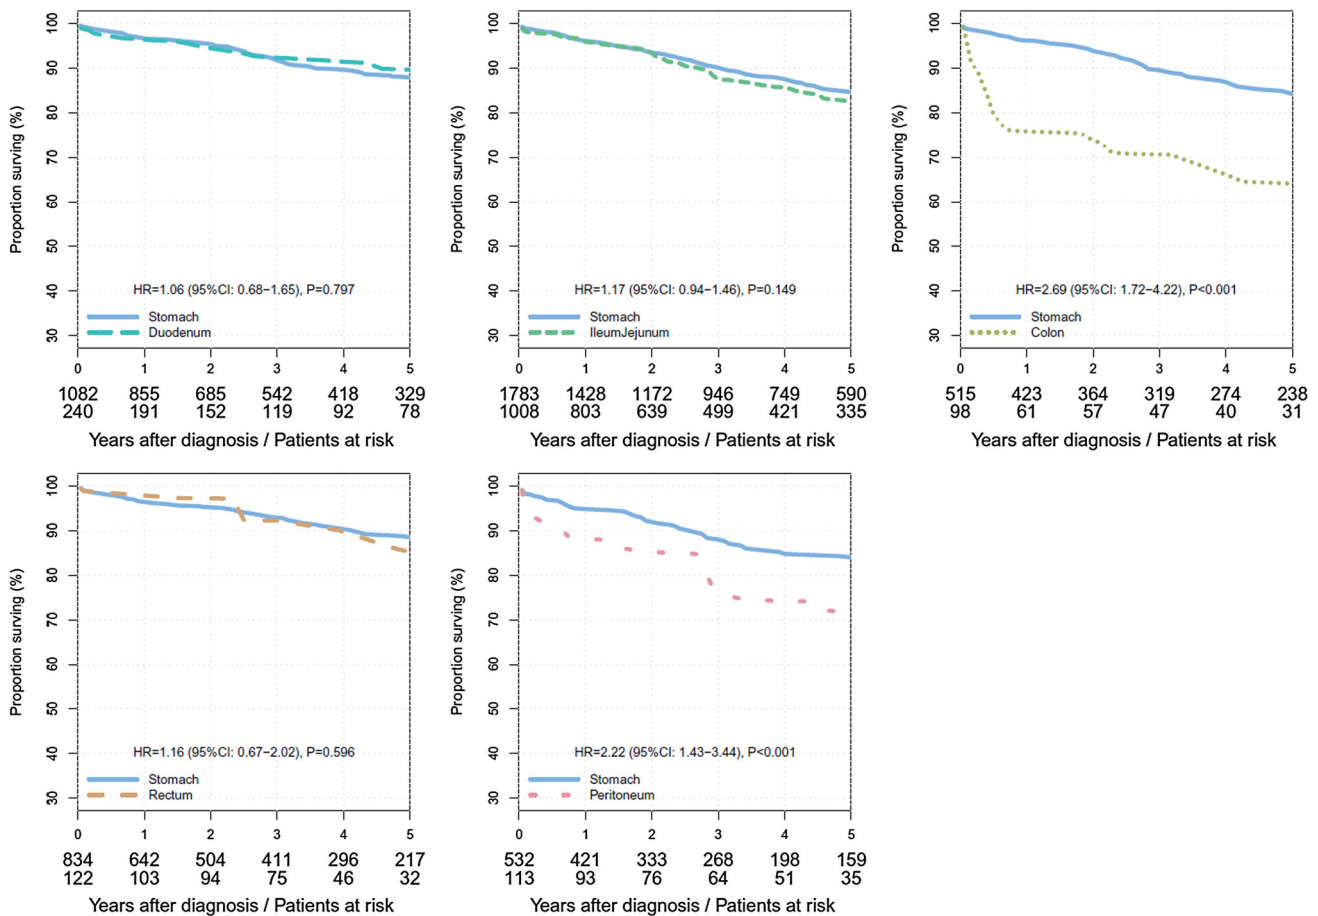 Proportion surving (%)
100
90
80
70
60
50
40
30
HR=1.06 (95%CI: 0.68−1.65), P=0.797
Stomach
Duodenum
0 1 2 3 4 5
1082 855 685 542 418 329
240 191 152 119 92 78
Years after diagnosis / Patients at risk
Proportion surving (%)
100
90
80
70
60
50
40
30
HR=1.17 (95%CI: 0.94−1.46), P=0.149
Stomach
IleumJejunum
0 1 2 3 4 5
1783 1428 1172 946 749 590
1008 803 639 499 421 335
Years after diagnosis / Patients at risk
Proportion surving (%)
100
90
80
70
60
50
40
30
HR=2.69 (95%CI: 1.72−4.22), P<0.001
Stomach
Colon
0 1 2 3 4 5
515 423 364 319 274 238
98 61 57 47 40 31
Years after diagnosis / Patients at risk
Proportion surving (%)
100
90
80
70
60
50
40
30
HR=1.16 (95%CI: 0.67−2.02), P=0.596
Stomach
Rectum
0 1 2 3 4 5
834 642 504 411 296 217
122 103 94 75 46 32
Years after diagnosis / Patients at risk
Proportion surving (%)
100
90
80
70
60
50
40
30
HR=2.22 (95%CI: 1.43−3.44), P<0.001
Stomach
Peritoneum
0 1 2 3 4 5
532 421 333 268 198 159
113 93 76 64 51 35
Years after diagnosis / Patients at risk